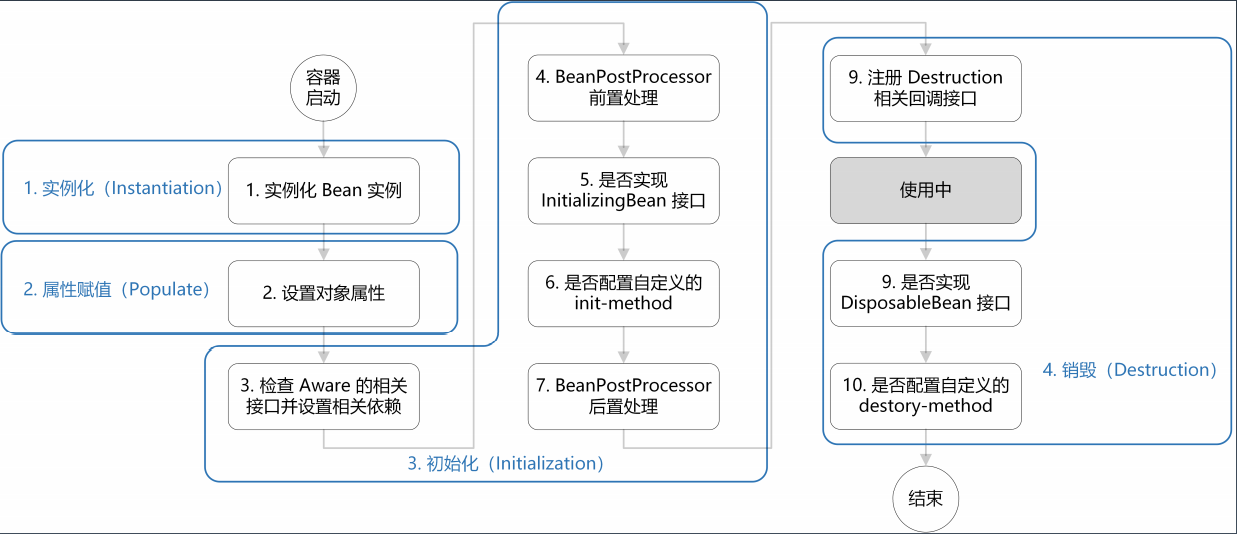 容器
启动
1. 实例化（Instantiation）
1. 实例化 Bean 实例
2. 属性赋值（Populate）
2. 设置对象属性
3. 检查 Aware 的相关
接口并设置相关依赖
3. 初始化（Initialization）
4. BeanPostProcessor
前置处理
5. 是否实现
InitializingBean 接口
6. 是否配置自定义的
init-method
7. BeanPostProcessor
后置处理
9. 注册 Destruction
相关回调接口
使用中
9. 是否实现
DisposableBean 接口
10. 是否配置自定义的
destory-method
4. 销毁（Destruction）
结束